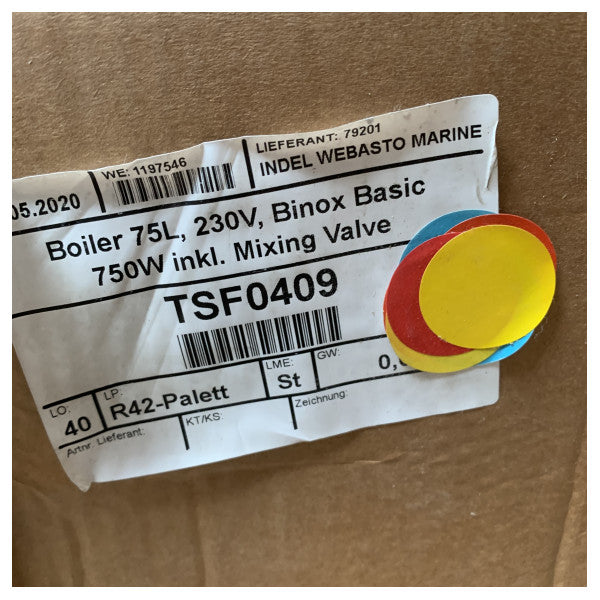 05.2020
WE: 1197546
LIEFERANT: 79201
INDEL WEBASTO MARINE
Boiler 75L, 230V, Binox Basic
750W inkl. Mixing Valve
TSF0409
LO: 40
LP: R42-Palett
LME: St
GW: 0,
Artnr. Lieferant:
KT/KS:
Zeichnung: